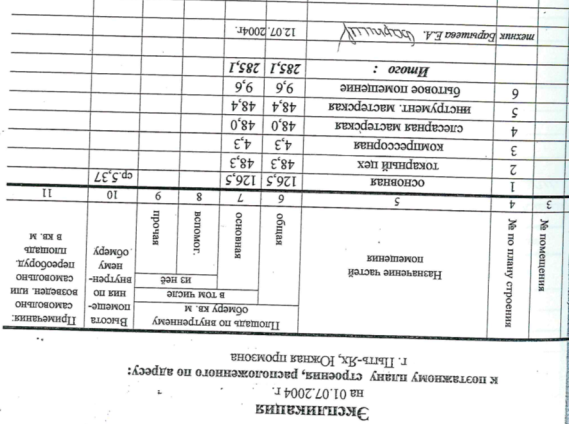 Экспликация
на 01.07.2004 г.
к поэтажному плану строения, расположенного по адресу:
г. Пыть-Ях, Южная промзона
№ помещения
№ по плану строения
Назначение частей помещения
Площадь по внутреннему обмеру кв. м
в том числе
из неё
общая
основная
вспомог.
прочая
Высота помеще-ния по внутрен-нему обмеру
Примечания: самовольно возведен. или самовольно переоборуд. площадь в кв. м
3 4 5 6 7 8 9 10 11
1 основная 126,5 126,5 ср.5,37
2 токарный цех 48,3 48,3
3 компрессорная 4,3 4,3
4 слесарная мастерская 48,0 48,0
5 инструмент. мастерская 48,4 48,4
6 бытовое помещение 9,6 9,6
Итого : 285,1 285,1
техник Барышева Е.А. 12.07.2004г.